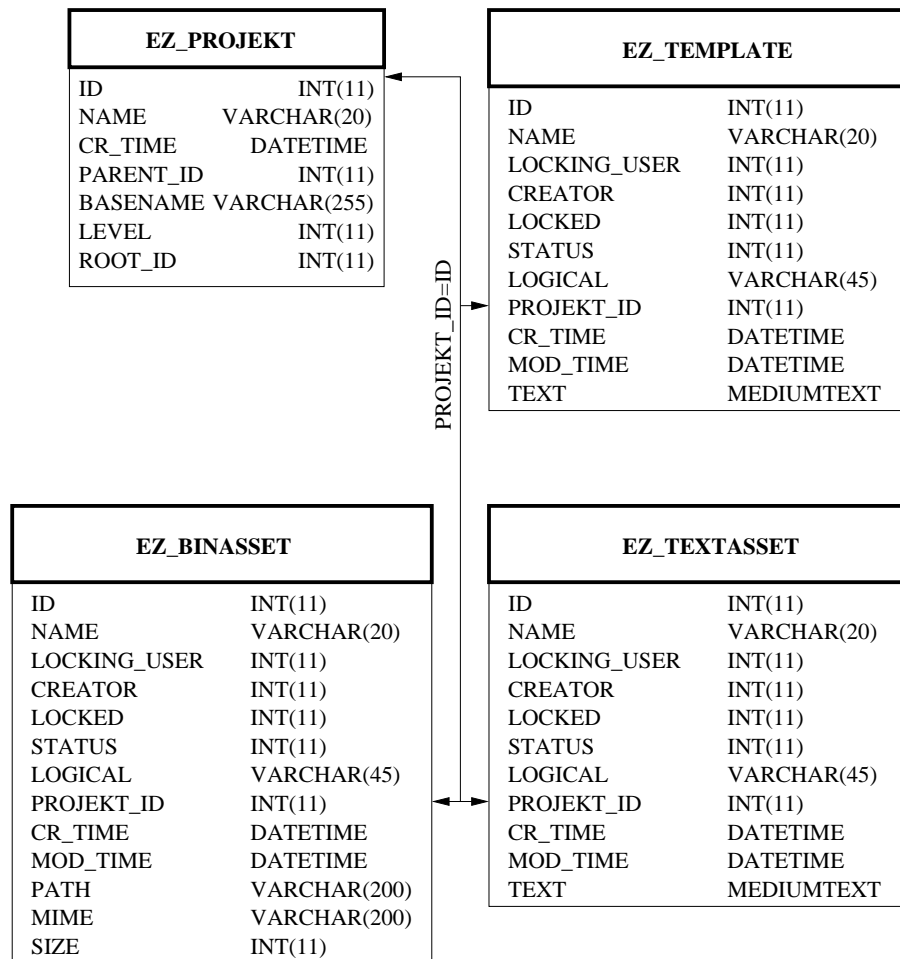 EZ_PROJEKT
ID INT(11)
NAME VARCHAR(20)
CR_TIME DATETIME
PARENT_ID INT(11)
BASENAME VARCHAR(255)
LEVEL INT(11)
ROOT_ID INT(11)
EZ_TEMPLATE
ID INT(11)
NAME VARCHAR(20)
LOCKING_USER INT(11)
CREATOR INT(11)
LOCKED INT(11)
STATUS INT(11)
LOGICAL VARCHAR(45)
PROJEKT_ID INT(11)
CR_TIME DATETIME
MOD_TIME DATETIME
TEXT MEDIUMTEXT
PROJEKT_ID=ID
EZ_BINASSET
ID INT(11)
NAME VARCHAR(20)
LOCKING_USER INT(11)
CREATOR INT(11)
LOCKED INT(11)
STATUS INT(11)
LOGICAL VARCHAR(45)
PROJEKT_ID INT(11)
CR_TIME DATETIME
MOD_TIME DATETIME
PATH VARCHAR(200)
MIME VARCHAR(200)
SIZE INT(11)
EZ_TEXTASSET
ID INT(11)
NAME VARCHAR(20)
LOCKING_USER INT(11)
CREATOR INT(11)
LOCKED INT(11)
STATUS INT(11)
LOGICAL VARCHAR(45)
PROJEKT_ID INT(11)
CR_TIME DATETIME
MOD_TIME DATETIME
TEXT MEDIUMTEXT